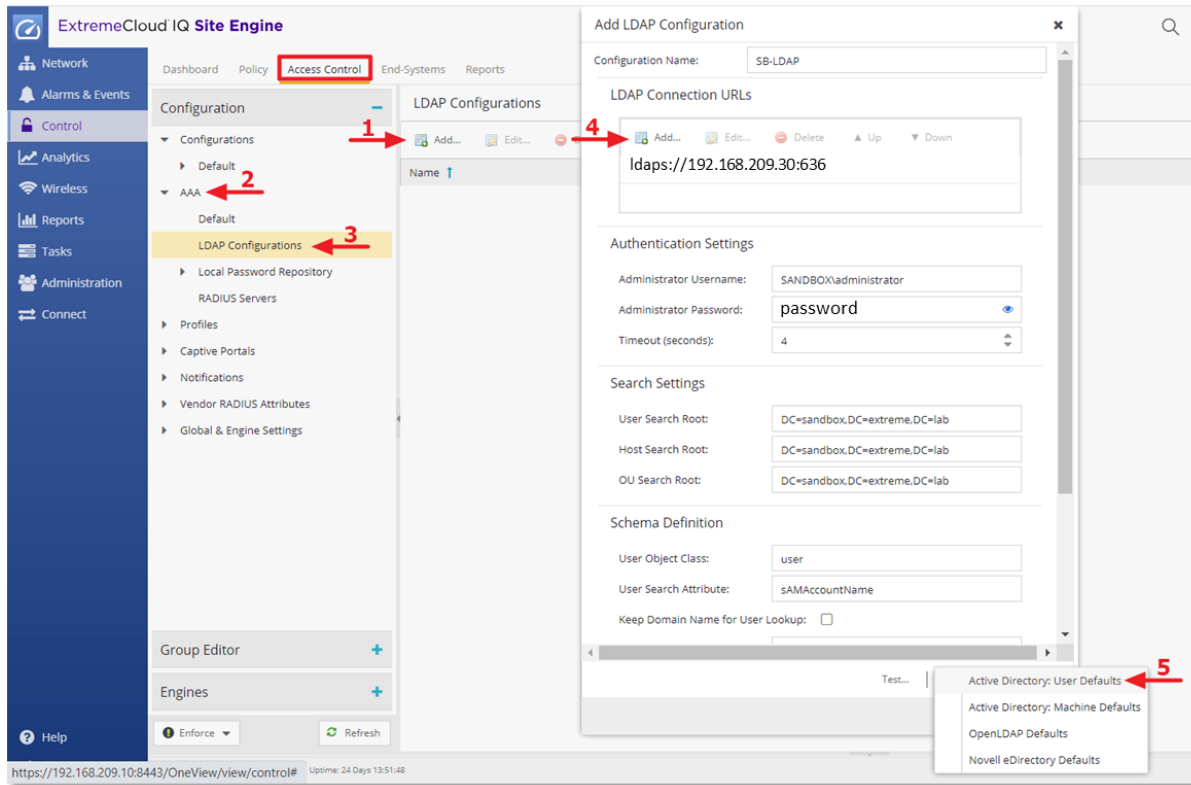 ExtremeCloud IQ Site Engine
Network
Alarms & Events
Control
Analytics
Wireless
Reports
Tasks
Administration
Connect
Help
Dashboard Policy Access Control End-Systems Reports
Configuration
Configurations
Default
2
AAA
Default
3
LDAP Configurations
Local Password Repository
RADIUS Servers
Profiles
Captive Portals
Notifications
Vendor RADIUS Attributes
Global & Engine Settings
Group Editor
Engines
Enforce Refresh
LDAP Configurations
1
Add... Edit...
Name
Add LDAP Configuration
Configuration Name: SB-LDAP
LDAP Connection URLs
4
Add... Edit... Delete Up Down
ldaps://192.168.209.30:636
Authentication Settings
Administrator Username: SANDBOX\administrator
Administrator Password: password
Timeout (seconds): 4
Search Settings
User Search Root: DC=sandbox,DC=extreme,DC=lab
Host Search Root: DC=sandbox,DC=extreme,DC=lab
OU Search Root: DC=sandbox,DC=extreme,DC=lab
Schema Definition
User Object Class: user
User Search Attribute: sAMAccountName
Keep Domain Name for User Lookup:
Test...
5
Active Directory: User Defaults
Active Directory: Machine Defaults
OpenLDAP Defaults
Novell eDirectory Defaults
https://192.168.209.10:8443/OneView/view/control# Uptime: 24 Days 13:51:48